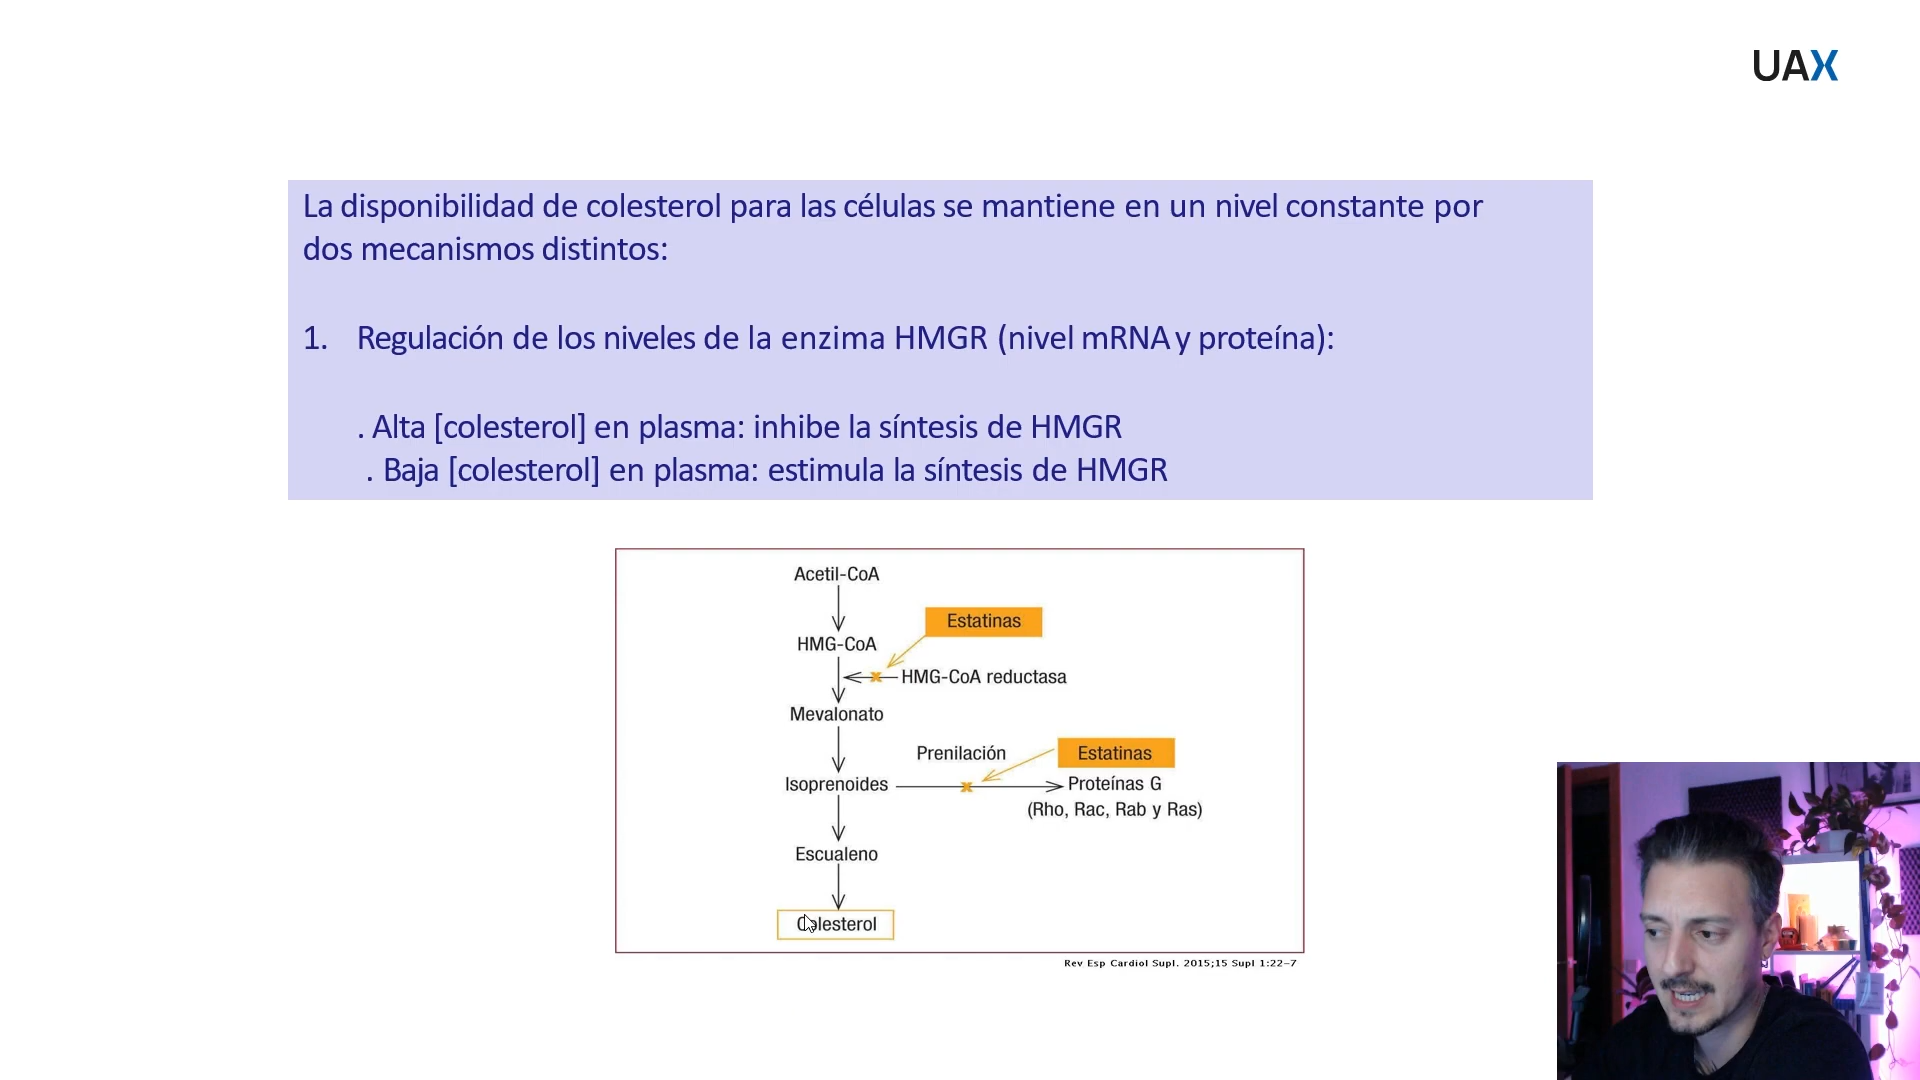 UAX
La disponibilidad de colesterol para las células se mantiene en un nivel constante por
dos mecanismos distintos:
1. Regulación de los niveles de la enzima HMGR (nivel mRNA y proteína):
. Alta [colesterol] en plasma: inhibe la síntesis de HMGR
. Baja [colesterol] en plasma: estimula la síntesis de HMGR
Acetil-CoA
Estatinas
HMG-CoA
HMG-CoA reductasa
Mevalonato
Prenilación
Estatinas
Isoprenoides
Proteínas G
(Rho, Rac, Rab y Ras)
Escualeno
Colesterol
Rev Esp Cardiol Supl. 2015;15 Supl 1:22-7